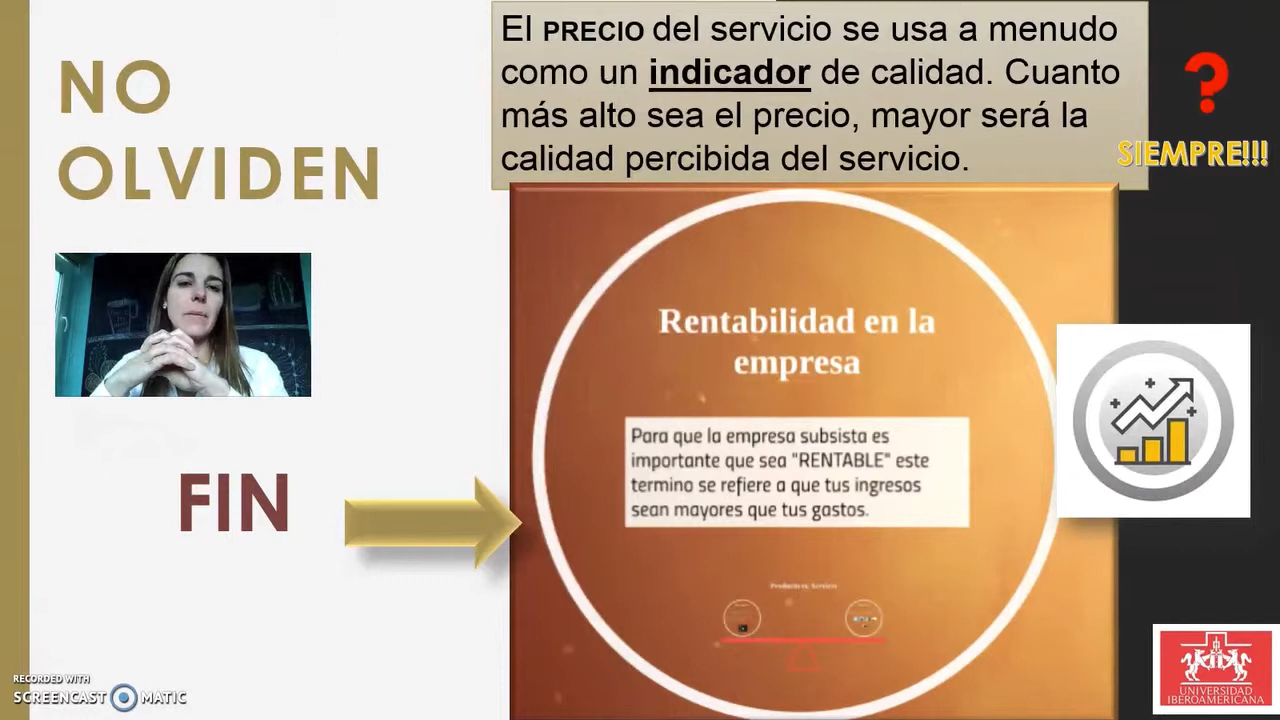 NO
OLVIDEN
El PRECIO del servicio se usa a menudo
como un indicador de calidad. Cuanto
más alto sea el precio, mayor será la
calidad percibida del servicio.
?
SIEMPRE!!!
Rentabilidad en la
empresa
Para que la empresa subsista es
importante que sea "RENTABLE" este
termino se refiere a que tus ingresos
sean mayores que tus gastos.
FIN
RECORDED WITH
SCREENCAST MATIC
UNIVERSIDAD
IBEROAMERICANA